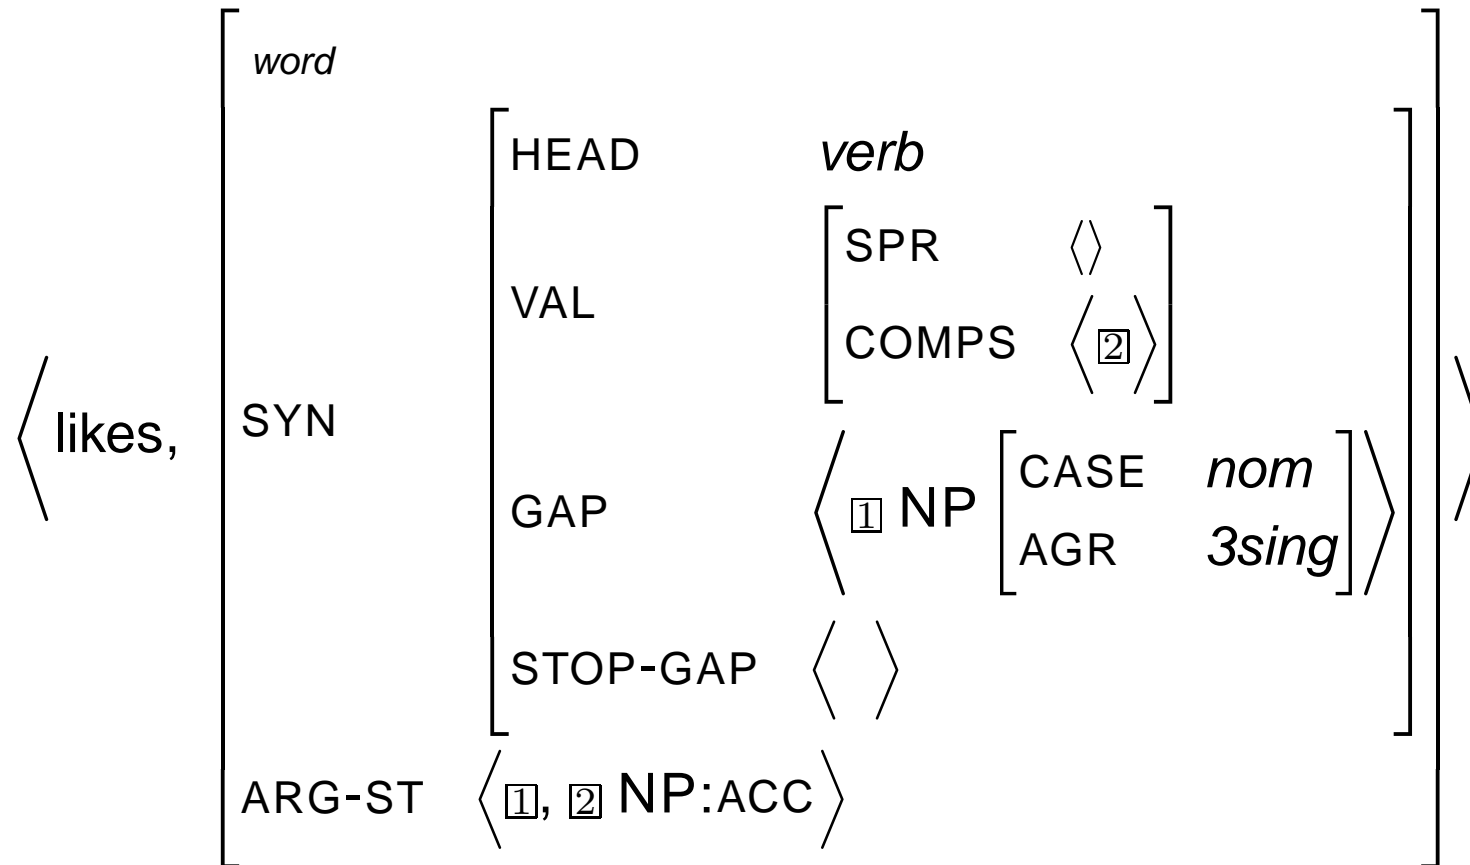 word
HEAD verb
SPR ⟨⟩
VAL
COMPS ⟨[2]⟩
⟨likes, SYN
CASE nom
GAP ⟨[1] NP ⟩
AGR 3sing
STOP-GAP ⟨ ⟩
ARG-ST ⟨[1], [2] NP:ACC⟩